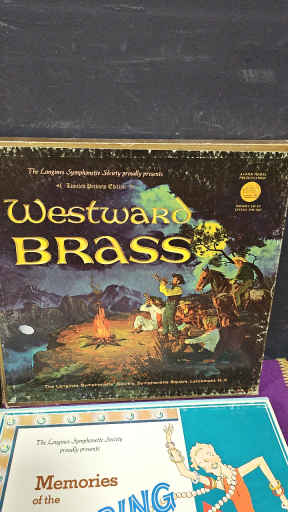 The Longines Symphonette Society proudly presents
a Limited Private Edition
Westward
BRASS
The Longines Symphonette Society, Symphonette Square, Larchmont, N.Y.
The Longines Symphonette Society
proudly presents
Memories
of the
RING